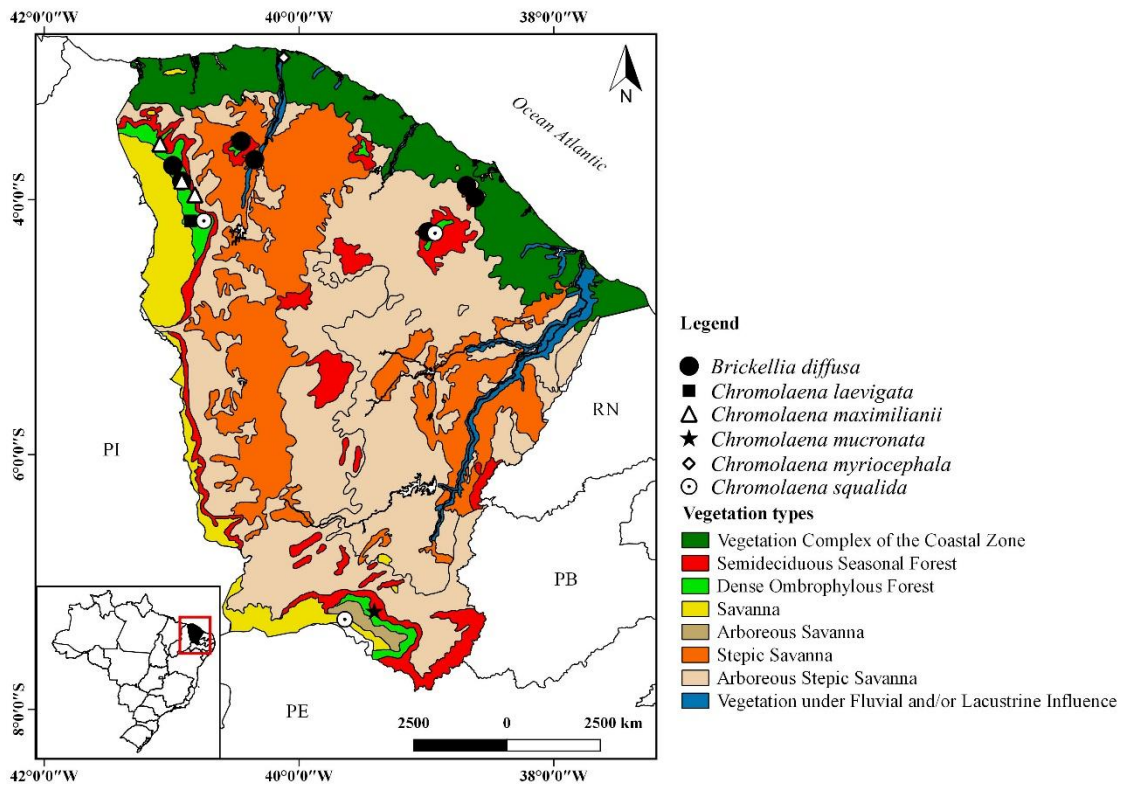 42°0'0"W
40°0'0"W
38°0'0"W
N
Ocean Atlantic
4°0'0"S
6°0'0"S
8°0'0"S
PI
RN
PB
PE
2500
0
2500 km
42°0'0"W
40°0'0"W
38°0'0"W
Legend
Brickellia diffusa
Chromolaena laevigata
Chromolaena maximilianii
Chromolaena mucronata
Chromolaena myriocephala
Chromolaena squalida
Vegetation types
Vegetation Complex of the Coastal Zone
Semideciduous Seasonal Forest
Dense Ombrophylous Forest
Savanna
Arboreous Savanna
Stepic Savanna
Arboreous Stepic Savanna
Vegetation under Fluvial and/or Lacustrine Influence